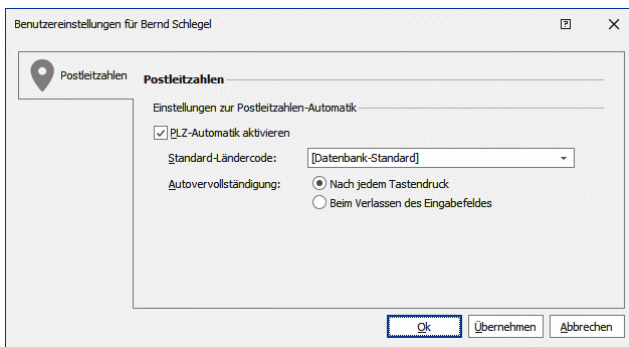 Benutzereinstellungen für Bernd Schlegel
Postleitzahlen
Postleitzahlen
Einstellungen zur Postleitzahlen-Automatik
PLZ-Automatik aktivieren
Standard-Ländercode: [Datenbank-Standard]
Autovervollständigung: Nach jedem Tastendruck
Beim Verlassen des Eingabefeldes
Ok Übernehmen Abbrechen